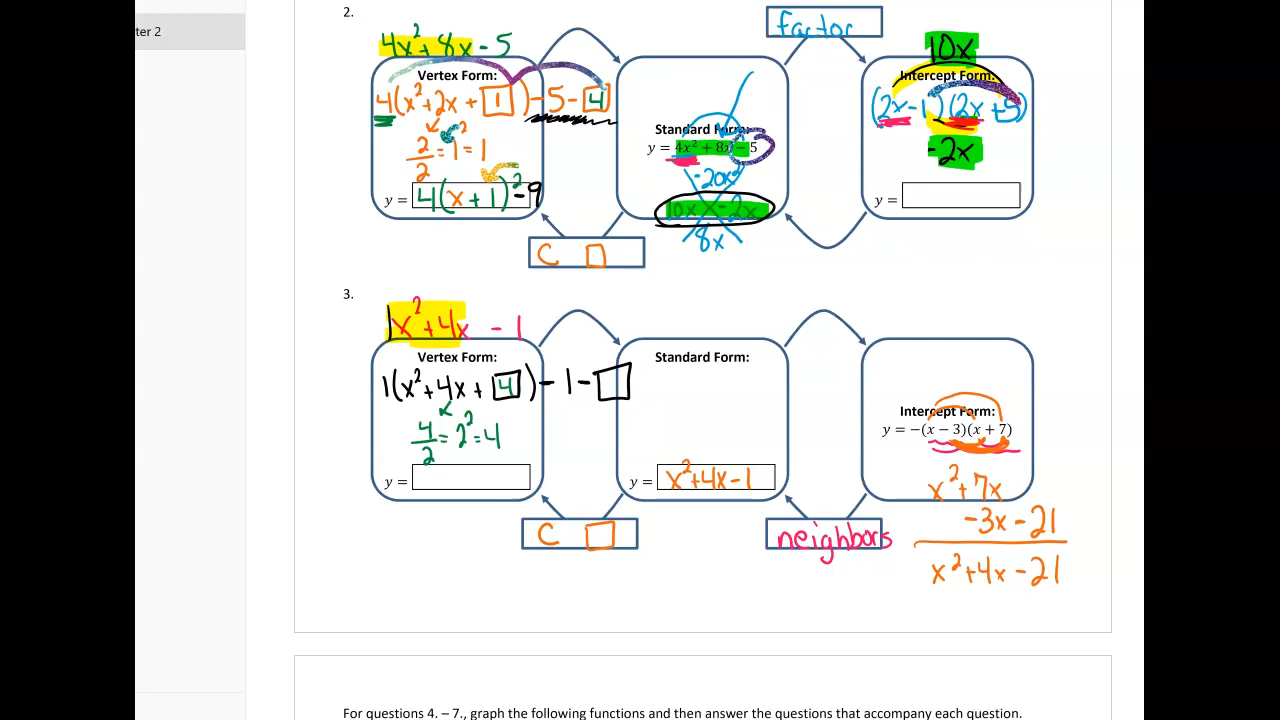 ter 2
2.
factor
4x² + 8x - 5
10x
Vertex Form:
4(x² + 2x + 1) - 5 - 4
2/2 = 1² = 1
y = 4(x + 1)² - 9
Standard Form:
y = 4x² + 8x - 5
-20x²
10x -2x
8x
Intercept Form:
(2x - 1)(2x + 5)
-2x
y =
C □
3.
1x² + 4x - 1
Vertex Form:
1(x² + 4x + 4) - 1 - □
4/2 = 2² = 4
y =
Standard Form:
y = x² + 4x - 1
Intercept Form:
y = -(x - 3)(x + 7)
x² + 7x
-3x - 21
x² + 4x - 21
C □
neighbors
For questions 4. – 7., graph the following functions and then answer the questions that accompany each question.